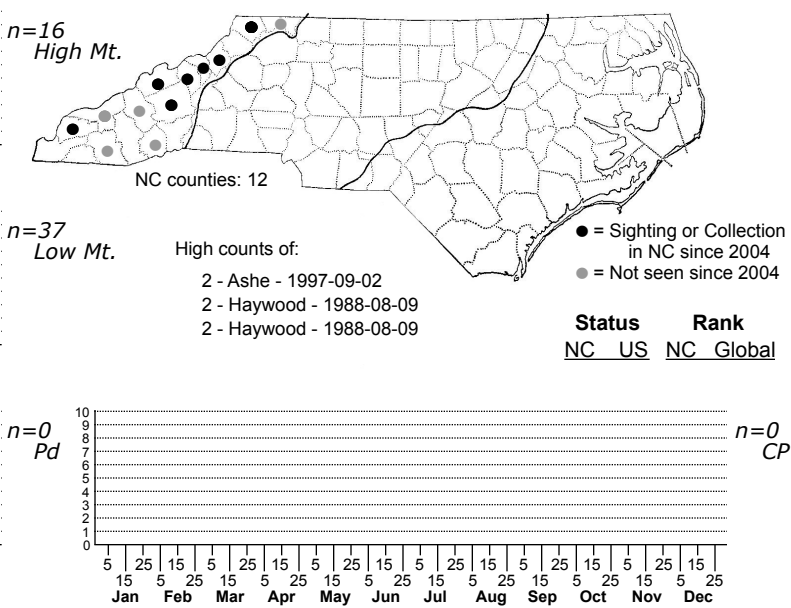 n=16
High Mt.
NC counties: 12
n=37
Low Mt.
High counts of:
2 - Ashe - 1997-09-02
2 - Haywood - 1988-08-09
2 - Haywood - 1988-08-09
= Sighting or Collection
in NC since 2004
= Not seen since 2004
Status Rank
NC US NC Global
n=0
Pd
n=0
CP
10
9
8
7
6
5
4
3
2
1
0
5 25 15 5 25 15 5 25 15 5 25 15 5 25 15 5 25 15
15 5 25 15 5 25 15 5 25 15 5 25 15 5 25 15 5 25
Jan Feb Mar Apr May Jun Jul Aug Sep Oct Nov Dec